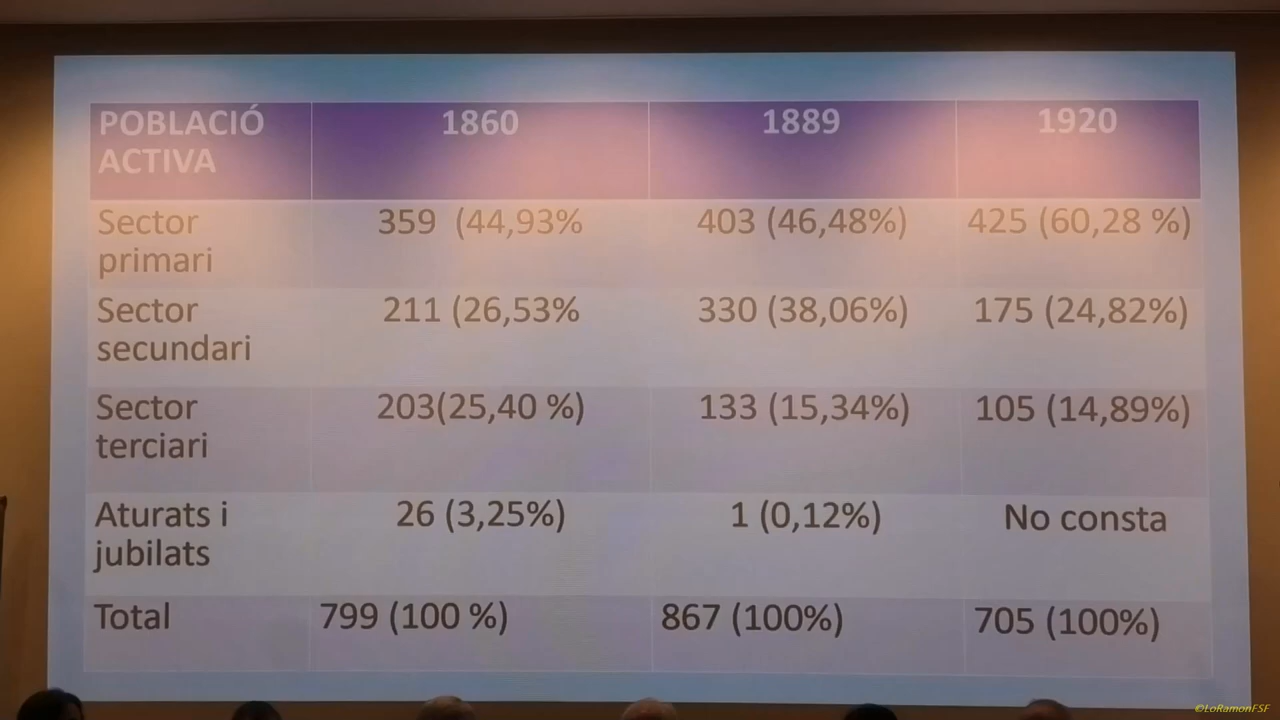 POBLACIÓ ACTIVA 1860 1889 1920
Sector primari 359 (44,93% 403 (46,48%) 425 (60,28 %)
Sector secundari 211 (26,53% 330 (38,06%) 175 (24,82%)
Sector terciari 203(25,40 %) 133 (15,34%) 105 (14,89%)
Aturats i jubilats 26 (3,25%) 1 (0,12%) No consta
Total 799 (100 %) 867 (100%) 705 (100%)
©LoRamonFSF